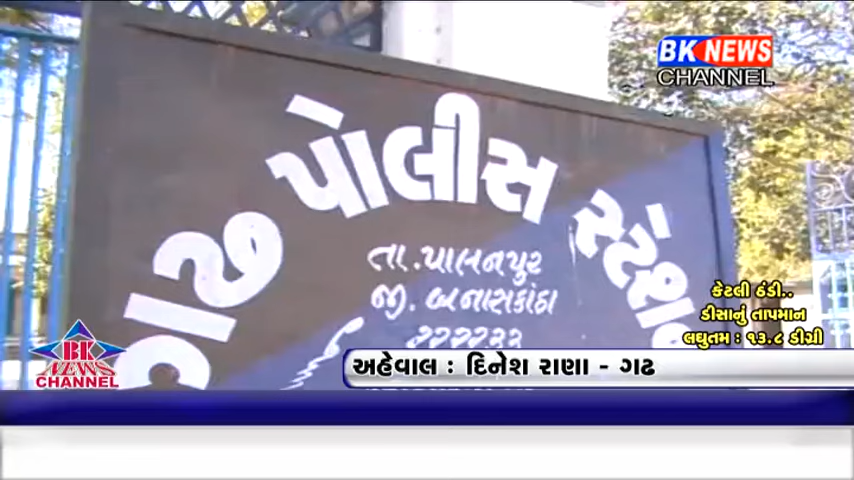 BK NEWS
CHANNEL
ગઢ પોલીસ સ્ટેશન
તા. પાલનપુર
જી. બનાસકાંઠા
૨૨૨૨૨૨
કેટલી ઠંડી..
ડીસાનું તાપમાન
લઘુતમ : ૧૩.૮ ડીગ્રી
BK
NEWS
CHANNEL
અહેવાલ : દિનેશ રાણા - ગઢ